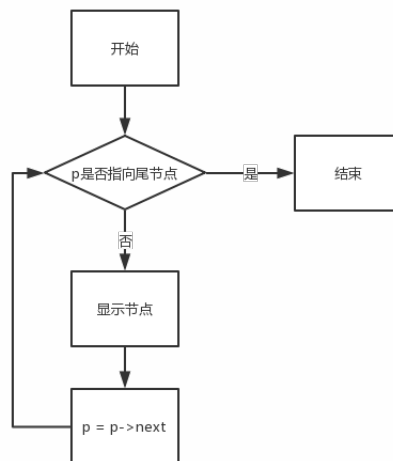 开始
p是否指向尾节点
是
结束
否
显示节点
p = p->next